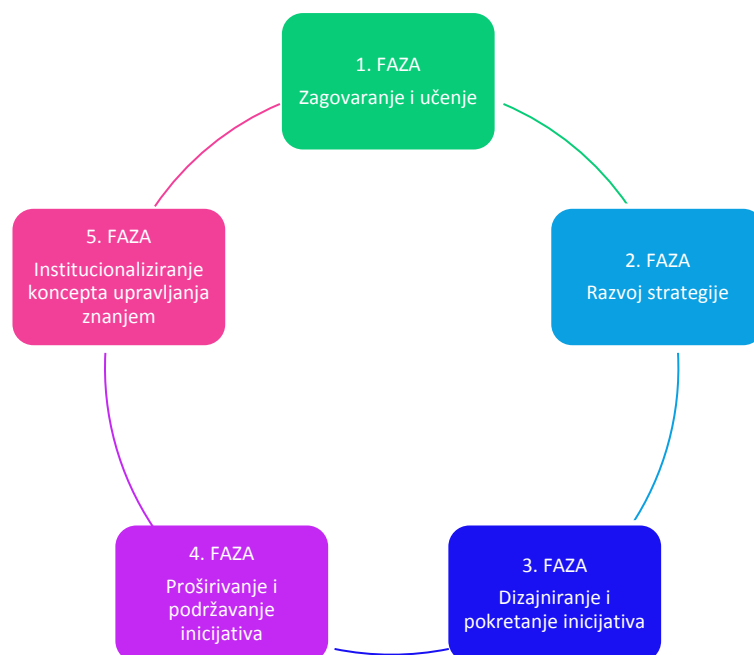 1. FAZA
Zagovaranje i učenje
2. FAZA
Razvoj strategije
3. FAZA
Dizajniranje i
pokretanje inicijativa
4. FAZA
Proširivanje i
podržavanje
inicijativa
5. FAZA
Institucionaliziranje
koncepta upravljanja
znanjem